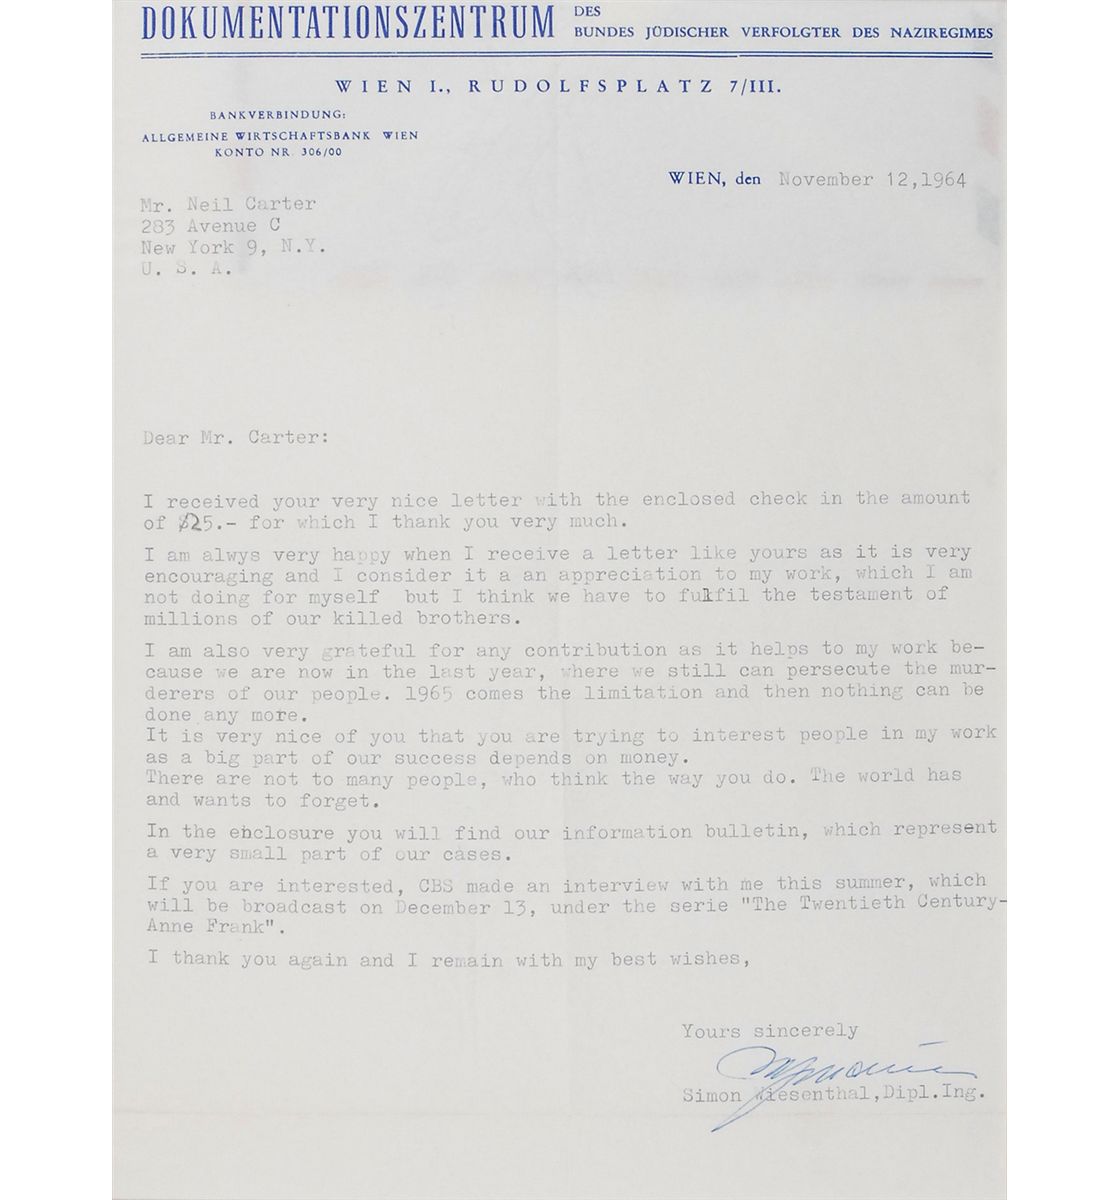 DOKUMENTATIONSZENTRUM DES
BUNDES JÜDISCHER VERFOLGTER DES NAZIREGIMES
WIEN I., RUDOLFSPLATZ 7/III.
BANKVERBINDUNG:
ALLGEMEINE WIRTSCHAFTSBANK WIEN
KONTO NR. 306/00
WIEN, den November 12,1964
Mr. Neil Carter
283 Avenue C
New York 9, N.Y.
U. S. A.
Dear Mr. Carter:
I received your very nice letter with the enclosed check in the amount
of $25.- for which I thank you very much.
I am alwys very happy when I receive a letter like yours as it is very
encouraging and I consider it a an appreciation to my work, which I am
not doing for myself but I think we have to fulfil the testament of
millions of our killed brothers.
I am also very grateful for any contribution as it helps to my work be-
cause we are now in the last year, where we still can persecute the mur-
derers of our people. 1965 comes the limitation and then nothing can be
done any more.
It is very nice of you that you are trying to interest people in my work
as a big part of our success depends on money.
There are not to many people, who think the way you do. The world has
and wants to forget.
In the enclosure you will find our information bulletin, which represent
a very small part of our cases.
If you are interested, CBS made an interview with me this summer, which
will be broadcast on December 13, under the serie "The Twentieth Century-
Anne Frank".
I thank you again and I remain with my best wishes,
Yours sincerely
Simon Wiesenthal,Dipl.Ing.